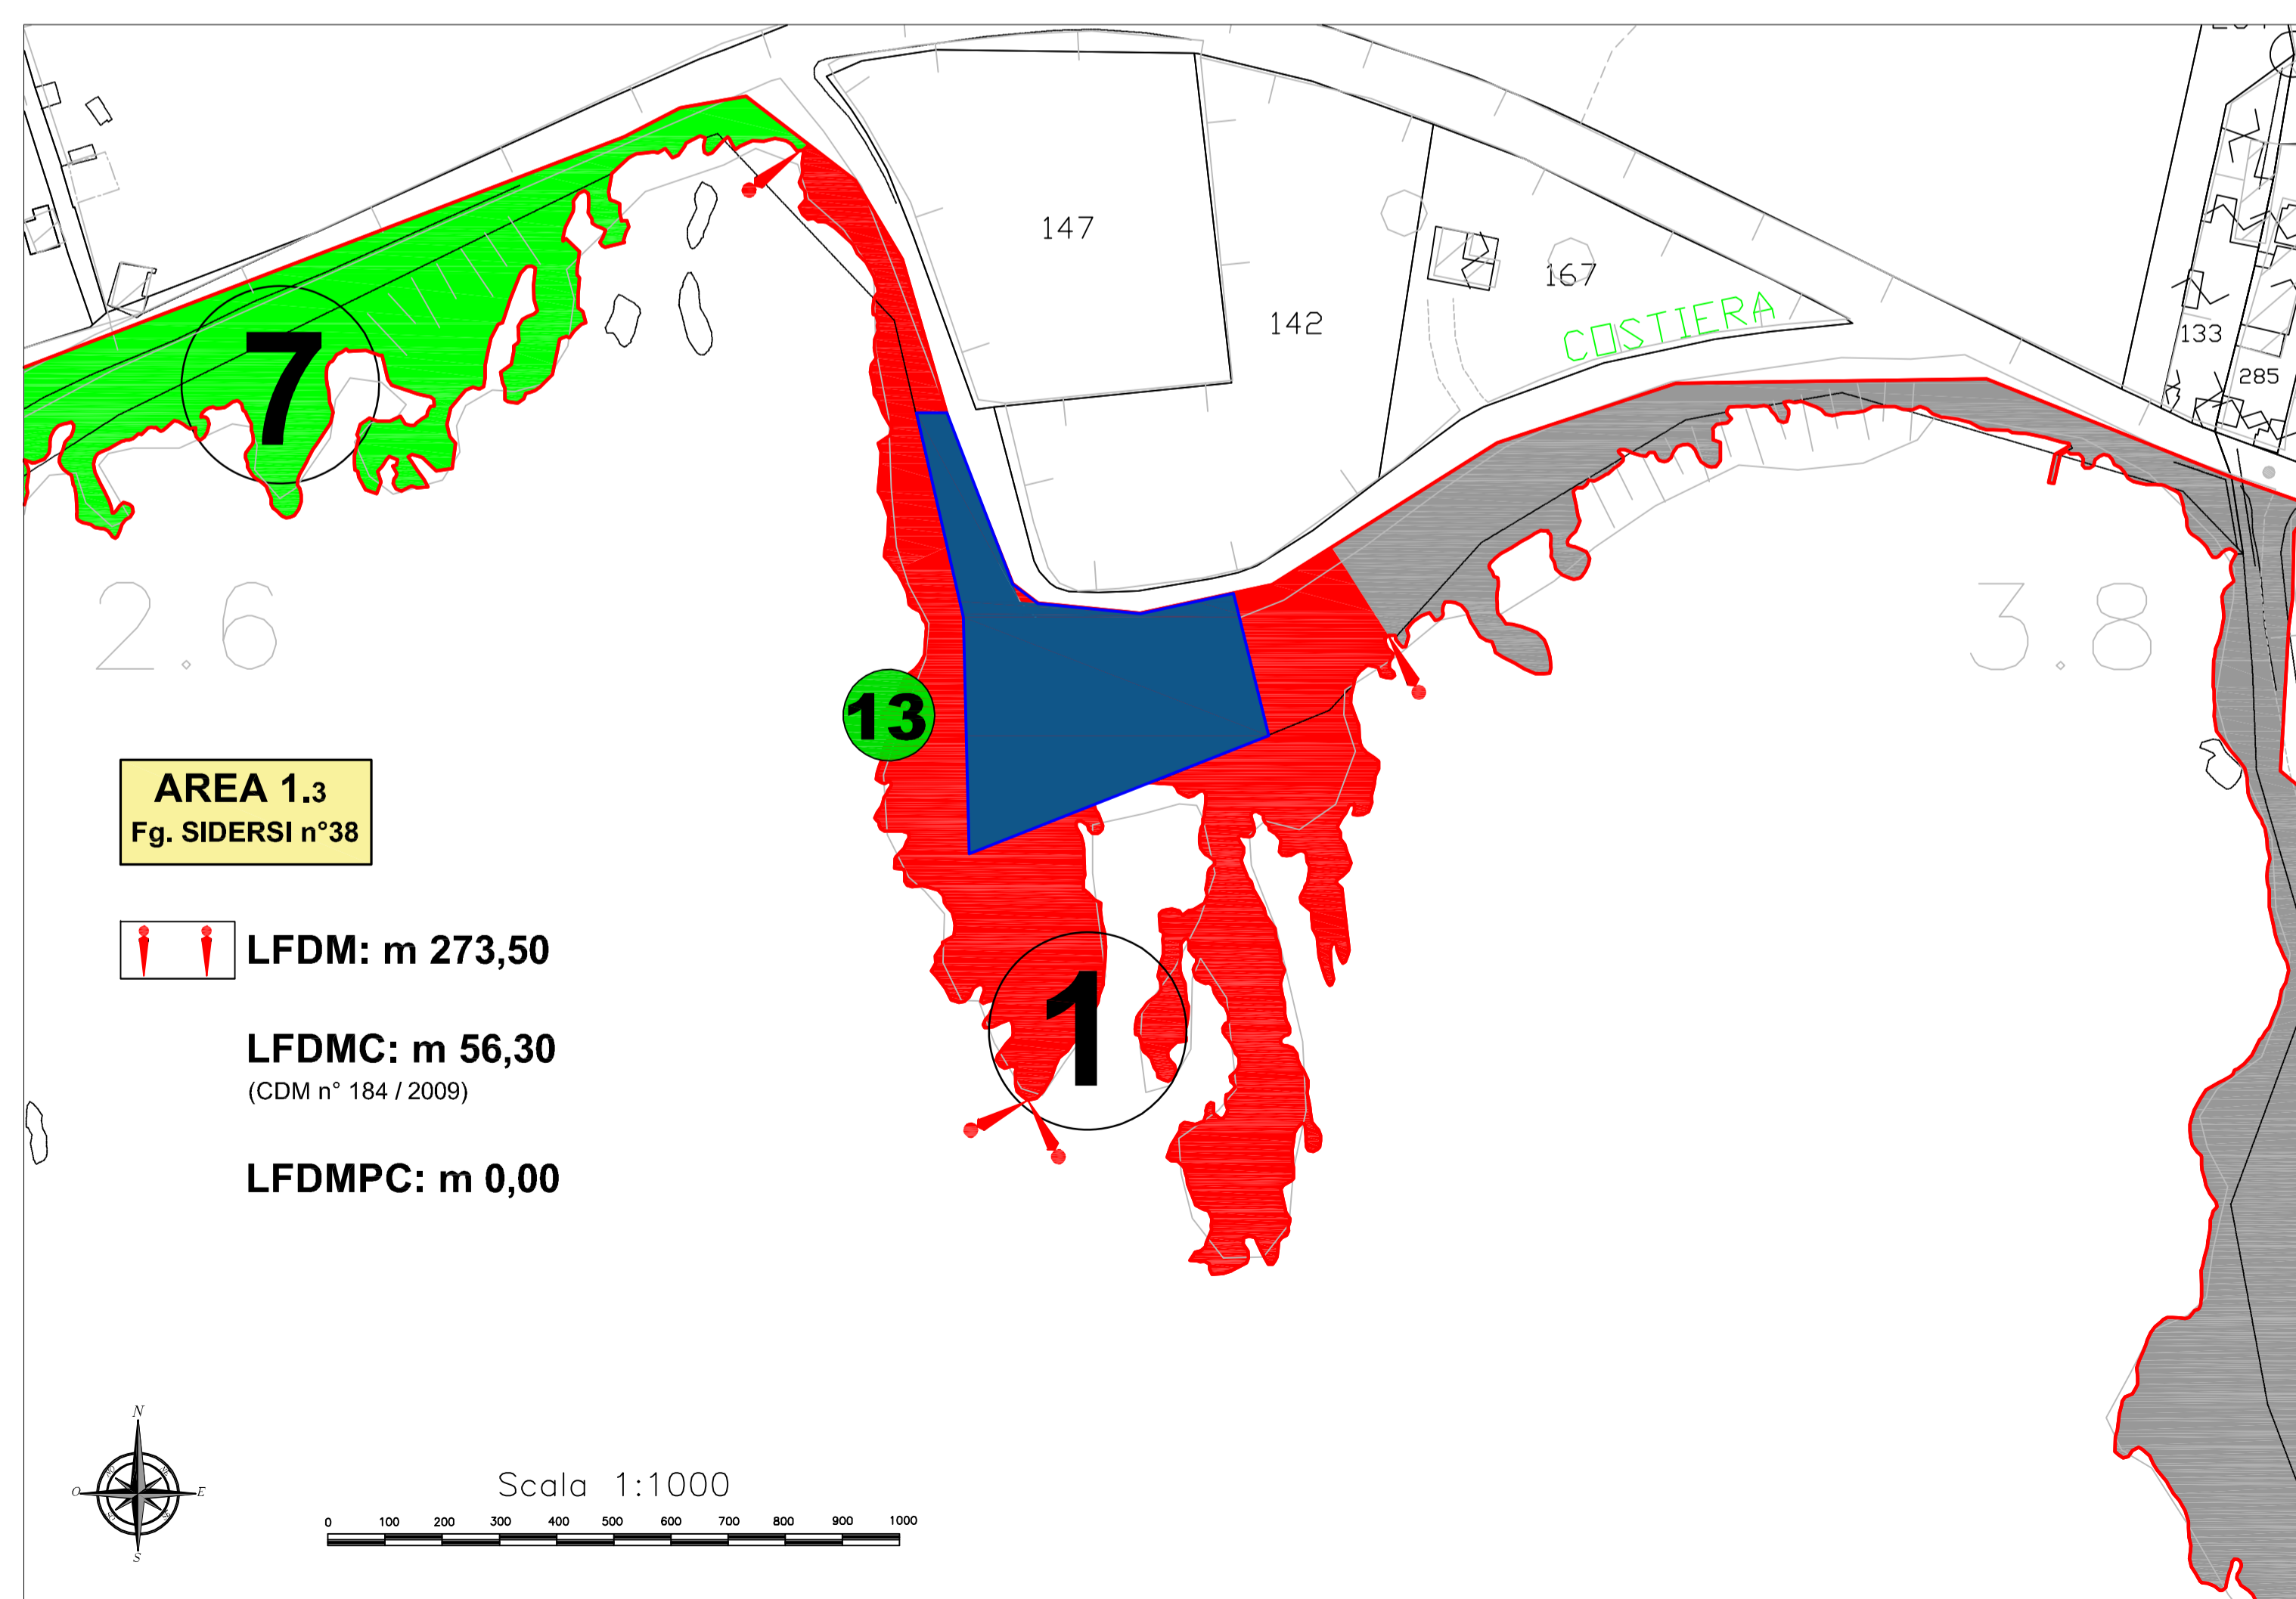 147
142
167
COSTIERA
133
285
7
2.6
3.8
13
AREA 1.3
Fg. SIDERSI n°38
LFDM: m 273,50
1
LFDMC: m 56,30
(CDM n° 184 / 2009)
LFDMPC: m 0,00
N
O E
S
Scala 1:1000
0 100 200 300 400 500 600 700 800 900 1000